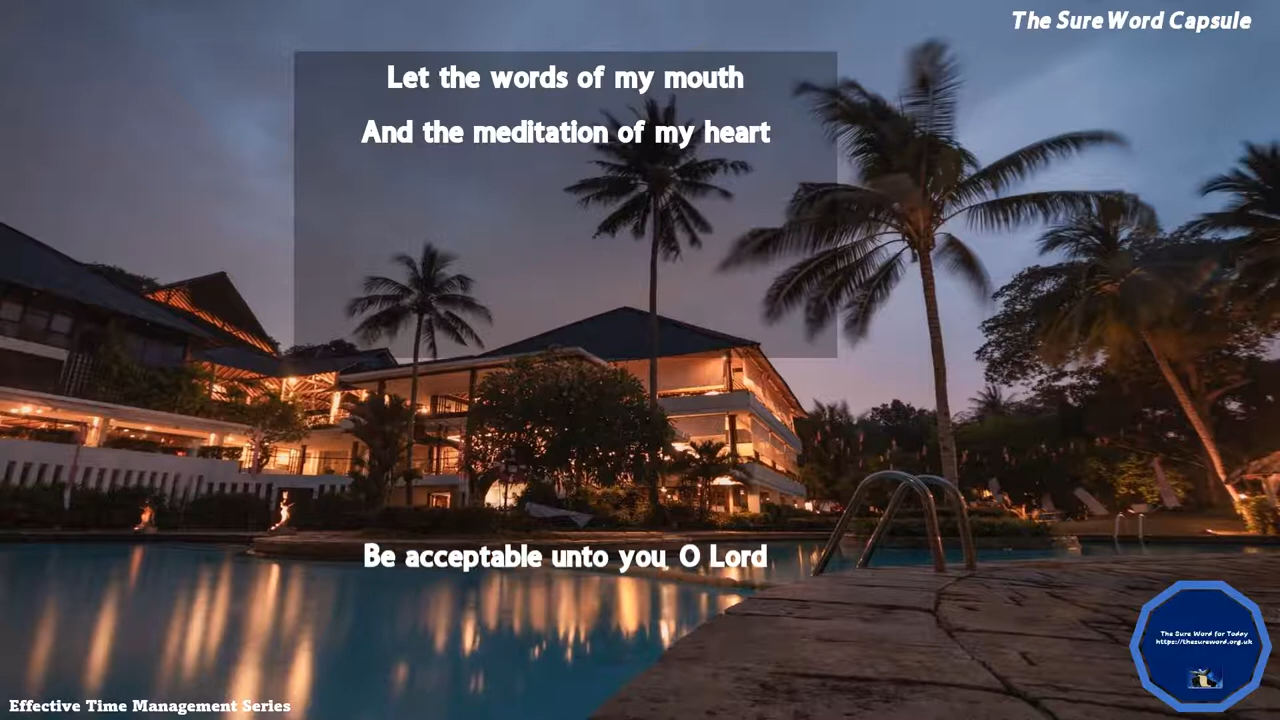 The Sure Word Capsule
Let the words of my mouth
And the meditation of my heart
Be acceptable unto you O Lord
The Sure Word for Today
https://thesureword.org.uk
Effective Time Management Series